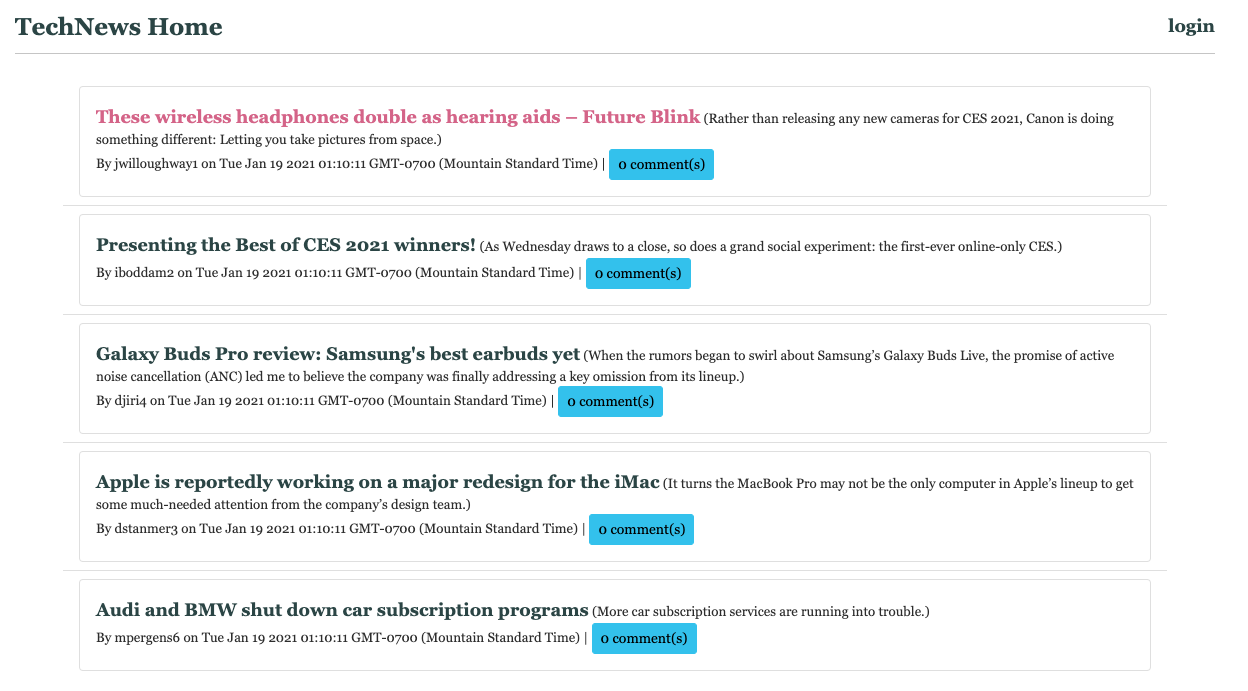 TechNews Home
login
These wireless headphones double as hearing aids – Future Blink (Rather than releasing any new cameras for CES 2021, Canon is doing
something different: Letting you take pictures from space.)
By jwilloughway1 on Tue Jan 19 2021 01:10:11 GMT-0700 (Mountain Standard Time) | 0 comment(s)
Presenting the Best of CES 2021 winners! (As Wednesday draws to a close, so does a grand social experiment: the first-ever online-only CES.)
By iboddam2 on Tue Jan 19 2021 01:10:11 GMT-0700 (Mountain Standard Time) | 0 comment(s)
Galaxy Buds Pro review: Samsung's best earbuds yet (When the rumors began to swirl about Samsung’s Galaxy Buds Live, the promise of active
noise cancellation (ANC) led me to believe the company was finally addressing a key omission from its lineup.)
By djiri4 on Tue Jan 19 2021 01:10:11 GMT-0700 (Mountain Standard Time) | 0 comment(s)
Apple is reportedly working on a major redesign for the iMac (It turns the MacBook Pro may not be the only computer in Apple’s lineup to get
some much-needed attention from the company’s design team.)
By dstanmer3 on Tue Jan 19 2021 01:10:11 GMT-0700 (Mountain Standard Time) | 0 comment(s)
Audi and BMW shut down car subscription programs (More car subscription services are running into trouble.)
By mpergens6 on Tue Jan 19 2021 01:10:11 GMT-0700 (Mountain Standard Time) | 0 comment(s)